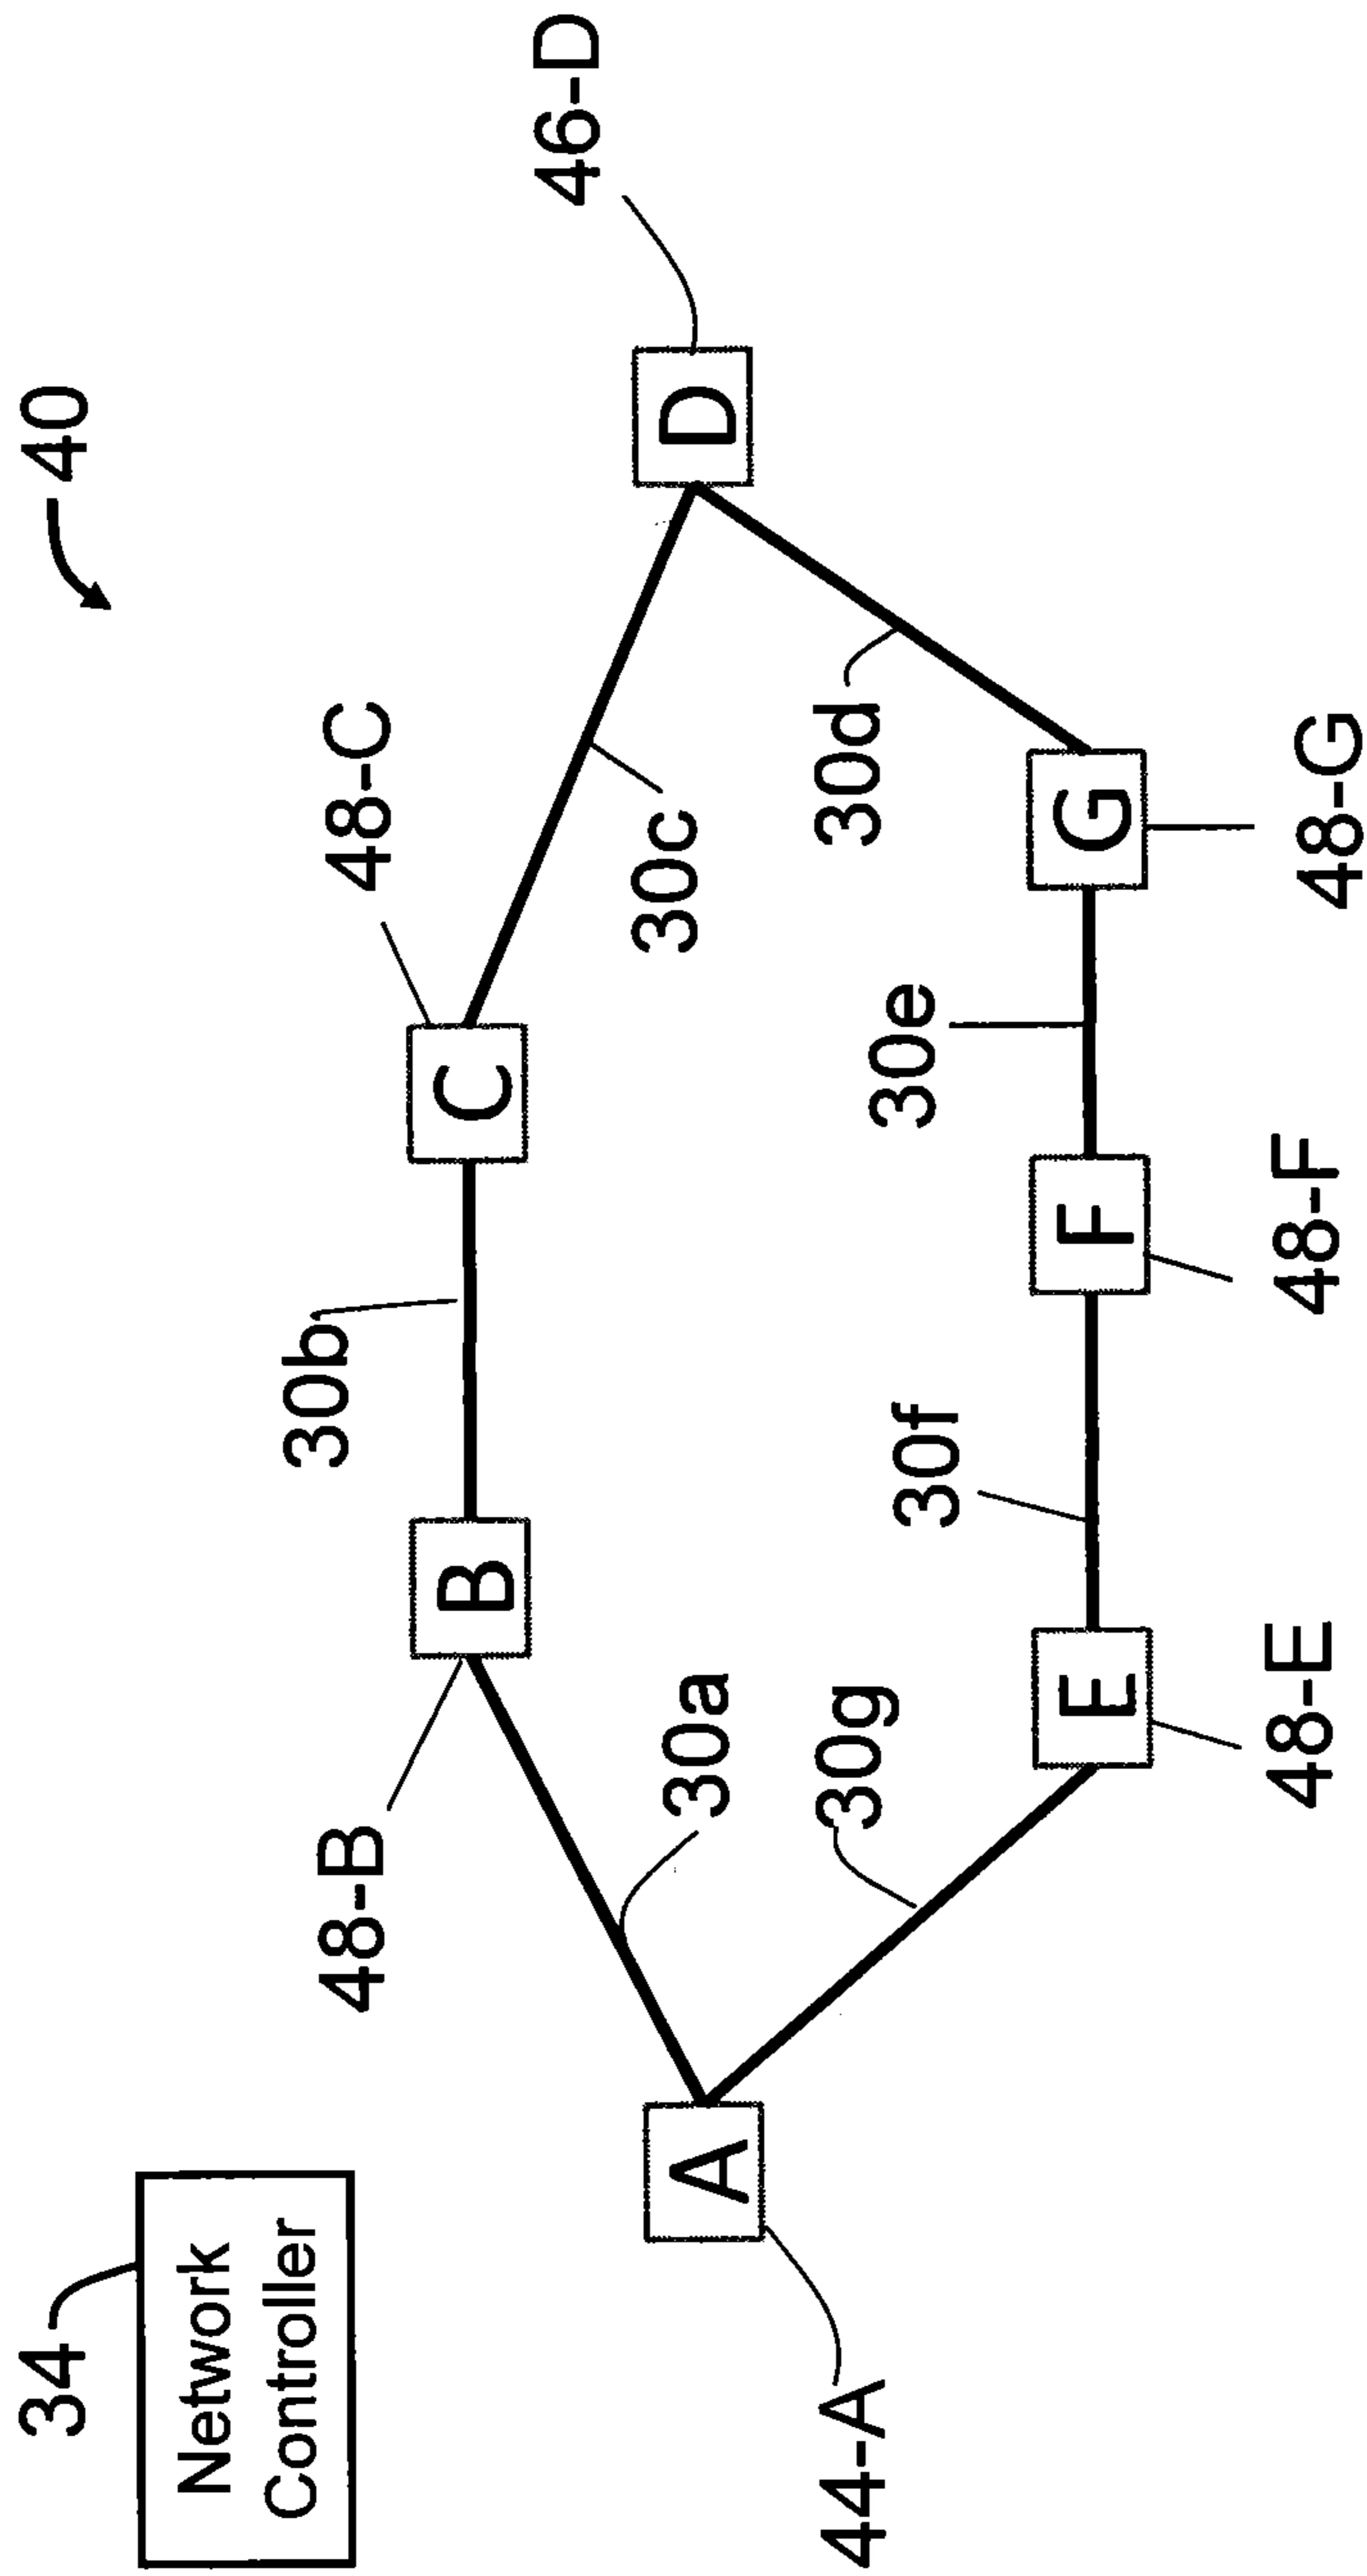 40
34
Network
Controller
48-B
30b
48-C
46-D
B
C
30a
30c
A
D
44-A
30g
30f
30e
30d
E
F
G
48-E
48-F
48-G